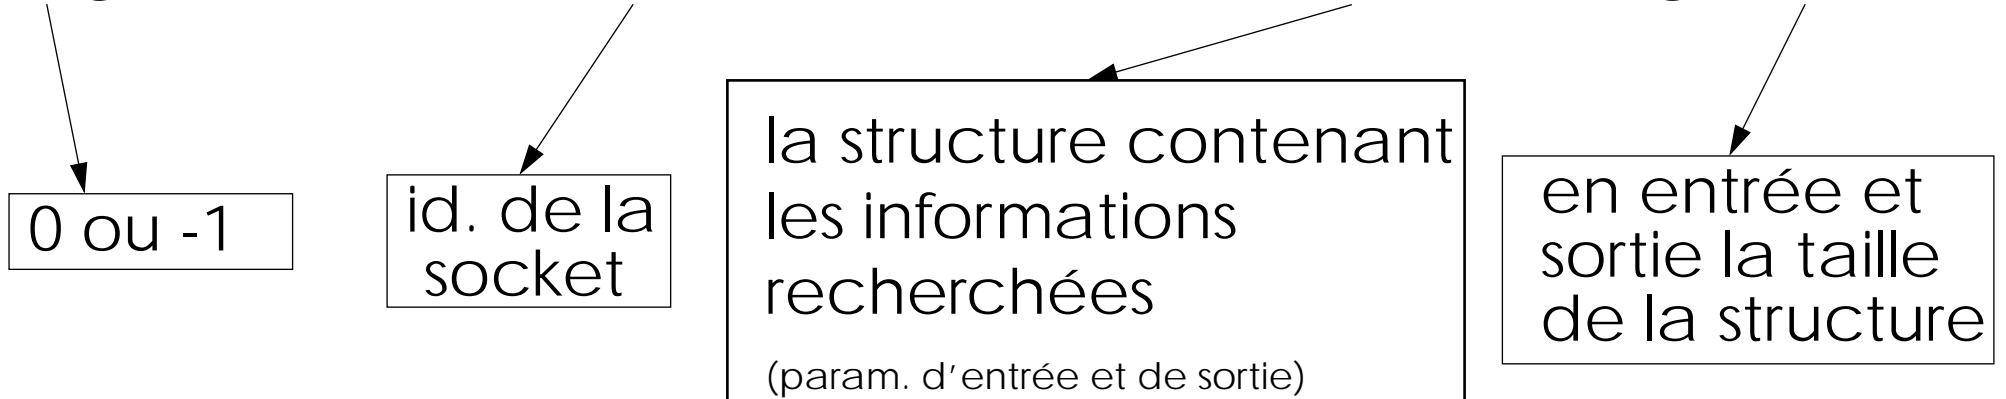 0 ou -1
id. de la
socket
la structure contenant
les informations
recherchées
(param. d'entrée et de sortie)
en entrée et
sortie la taille
de la structure